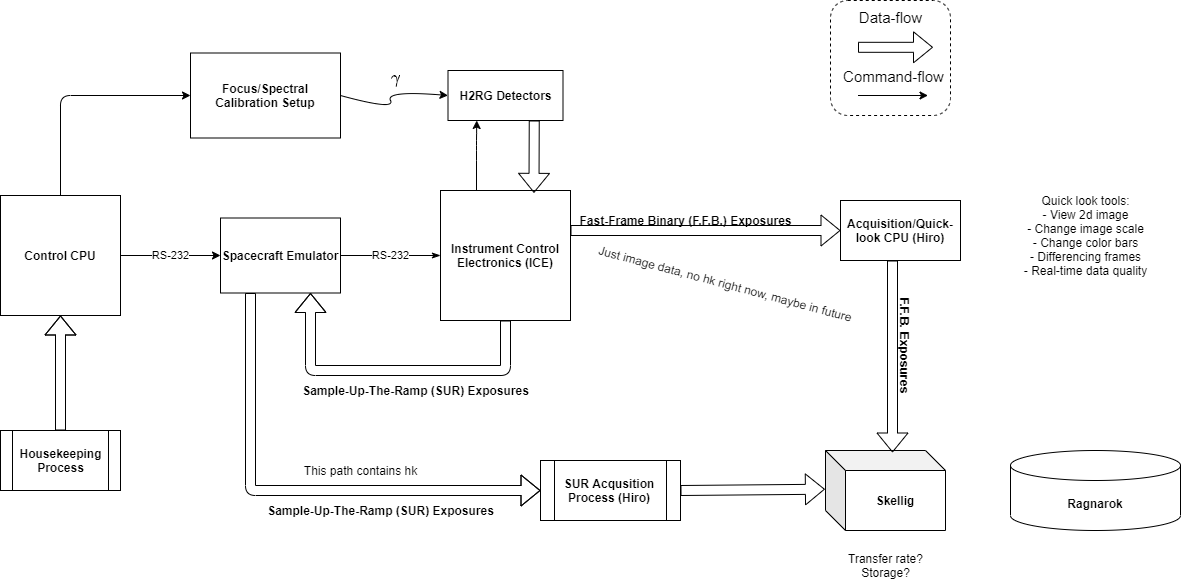 Data-flow
Command-flow
Focus/Spectral
Calibration Setup
γ
H2RG Detectors
Control CPU
RS-232
Spacecraft Emulator
RS-232
Instrument Control
Electronics (ICE)
Fast-Frame Binary (F.F.B.) Exposures
Just image data, no hk right now, maybe in future
Acquisition/Quick-
look CPU (Hiro)
Quick look tools:
- View 2d image
- Change image scale
- Change color bars
- Differencing frames
- Real-time data quality
F.F.B. Exposures
Sample-Up-The-Ramp (SUR) Exposures
Housekeeping
Process
This path contains hk
Sample-Up-The-Ramp (SUR) Exposures
SUR Acqusition
Process (Hiro)
Skellig
Ragnarok
Transfer rate?
Storage?